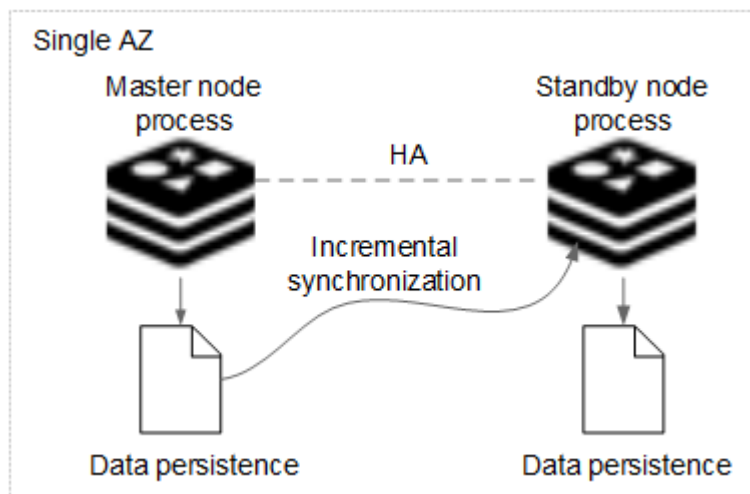 Single AZ
Master node
process
Standby node
process
HA
Incremental
synchronization
Data persistence
Data persistence